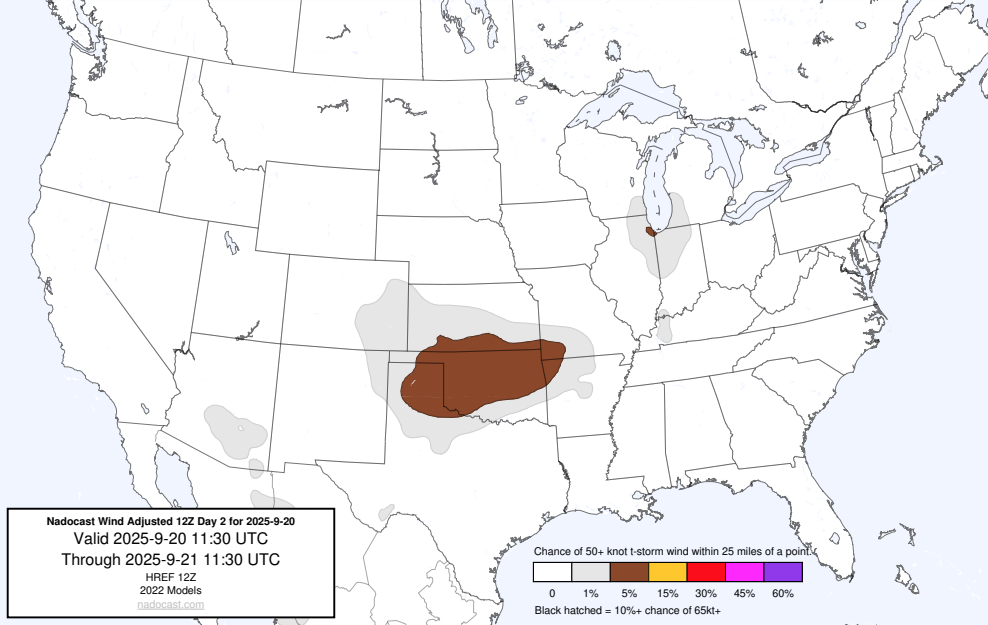 Nadocast Wind Adjusted 12Z Day 2 for 2025-9-20
Valid 2025-9-20 11:30 UTC
Through 2025-9-21 11:30 UTC
HREF 12Z
2022 Models
nadocast.com
Chance of 50+ knot t-storm wind within 25 miles of a point.
0 1% 5% 15% 30% 45% 60%
Black hatched = 10%+ chance of 65kt+